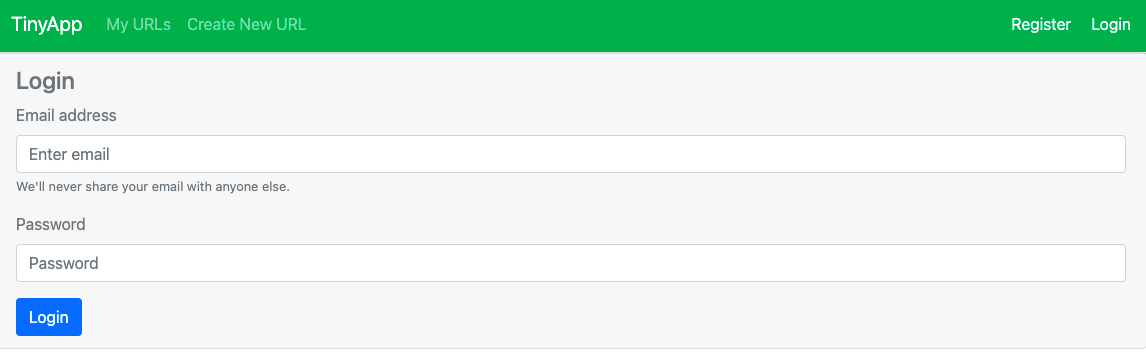 TinyApp My URLs Create New URL Register Login
Login
Email address
Enter email
We'll never share your email with anyone else.
Password
Password
Login